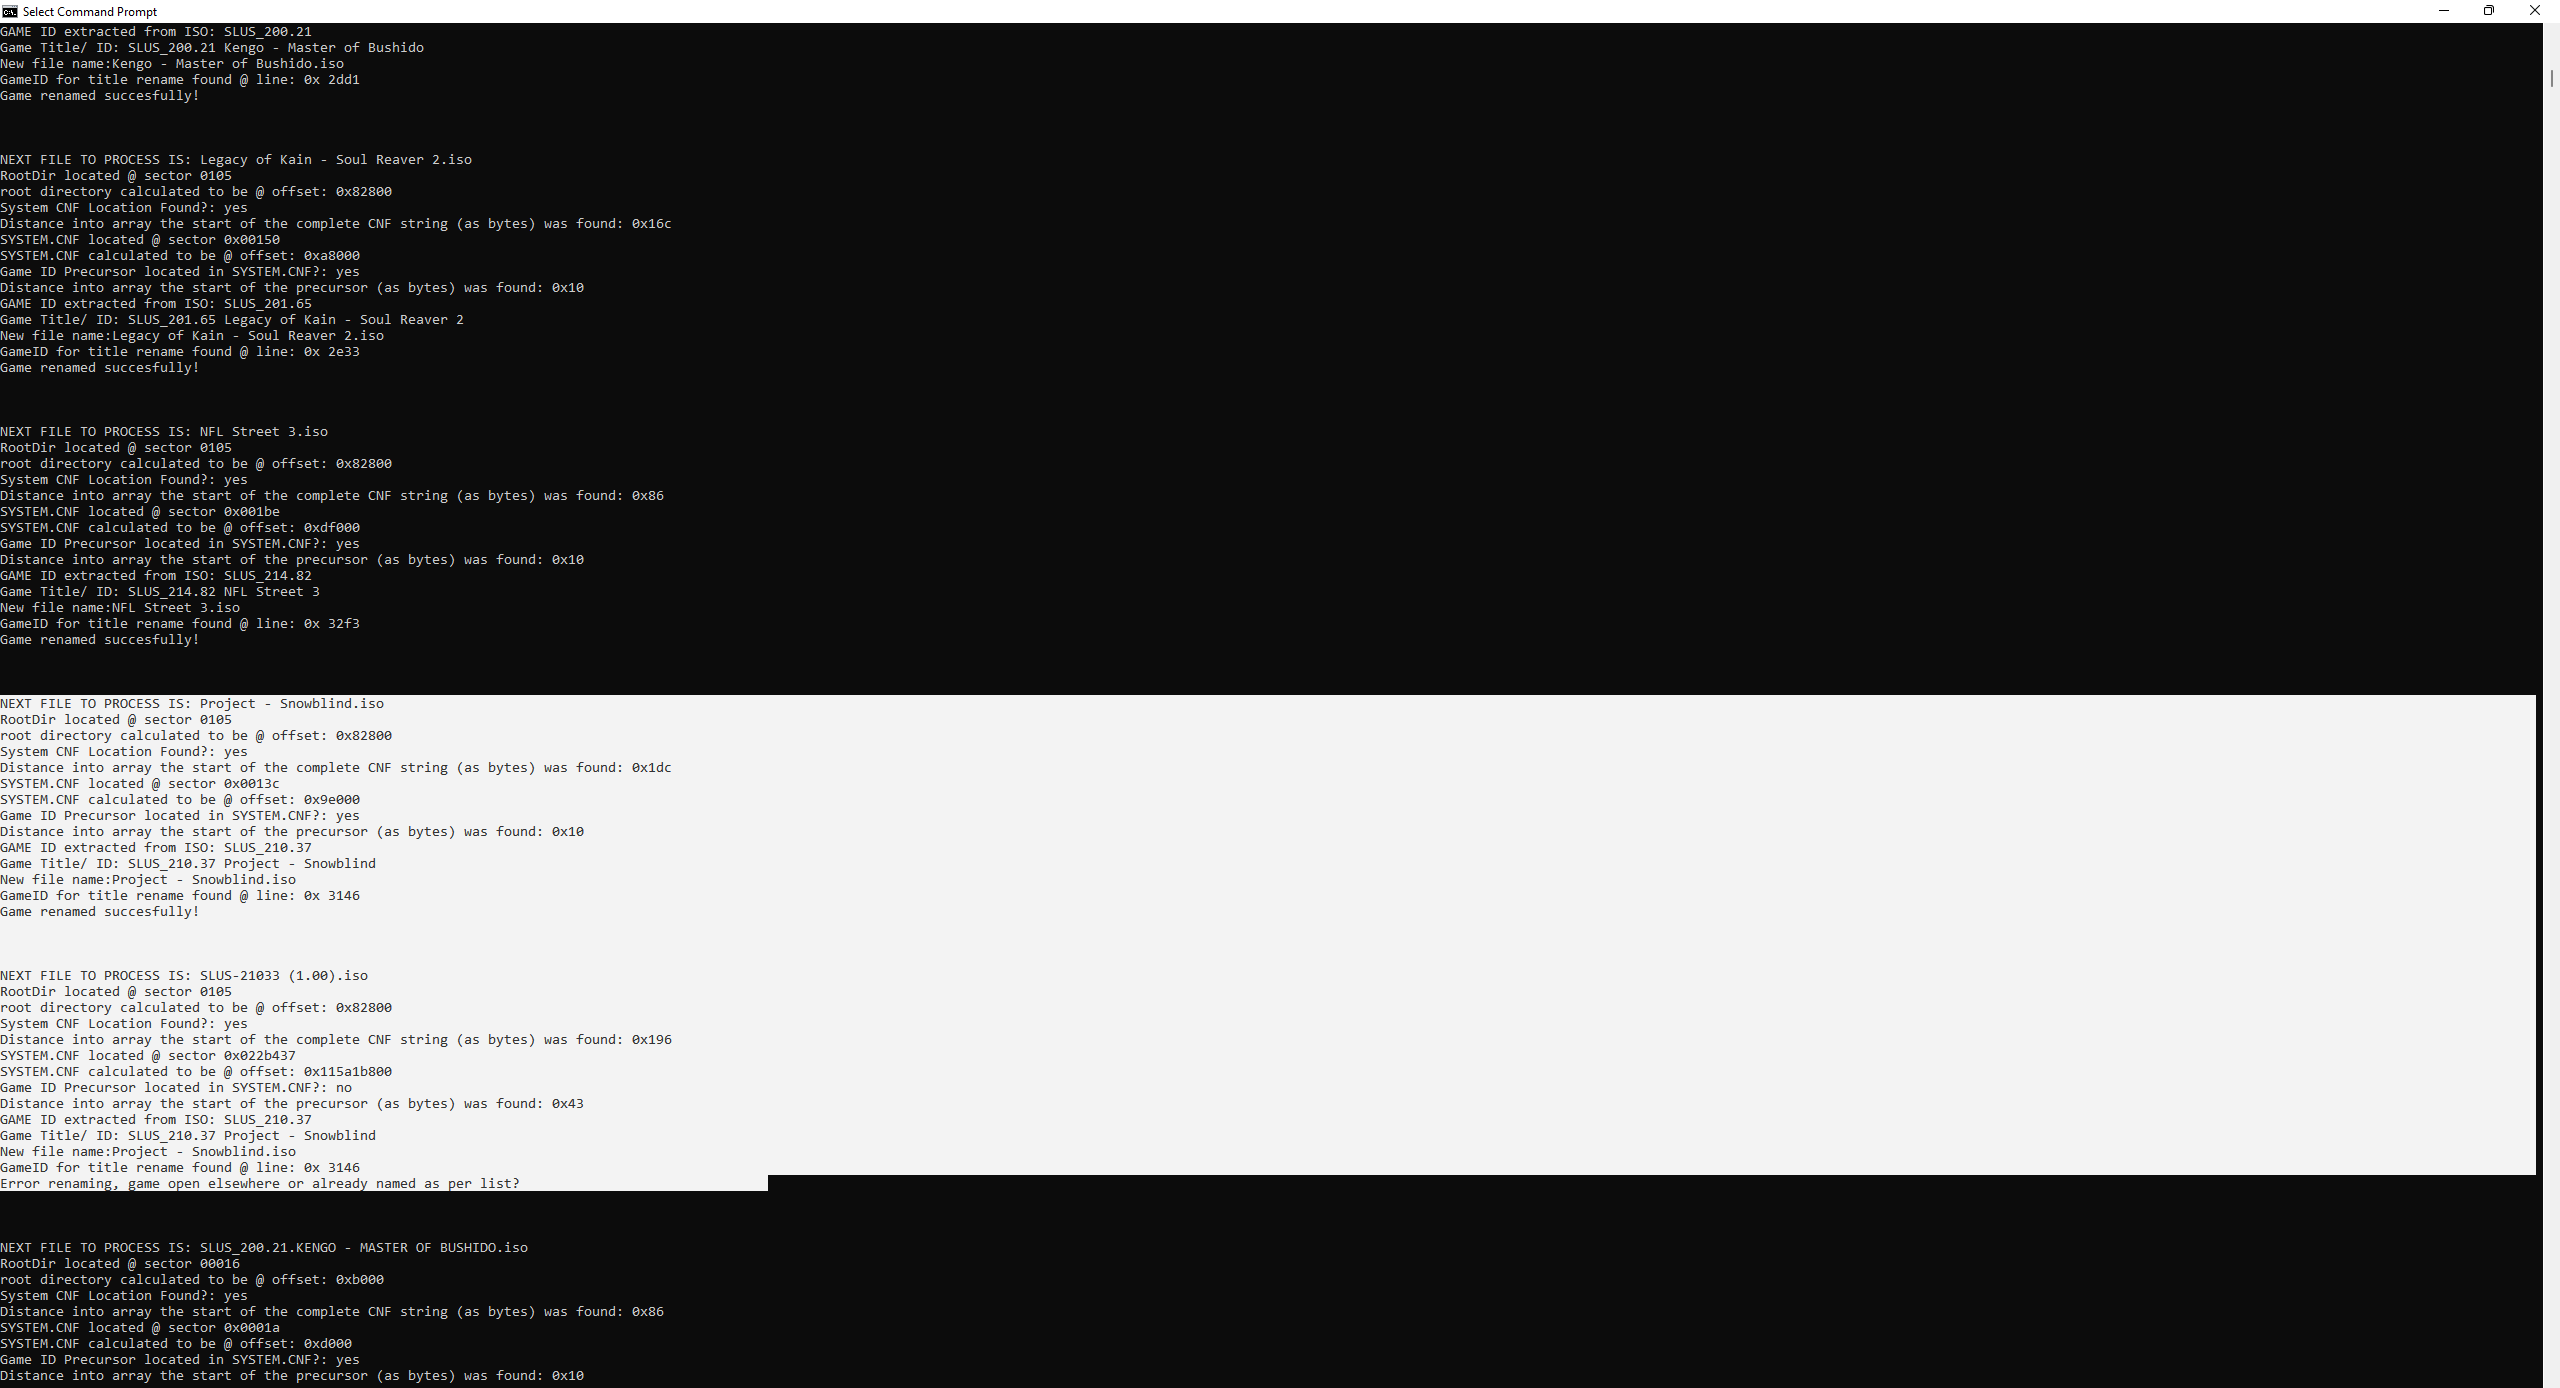 Select Command Prompt
GAME ID extracted from ISO: SLUS_200.21
Game Title/ ID: SLUS_200.21 Kengo - Master of Bushido
New file name:Kengo - Master of Bushido.iso
GameID for title rename found @ line: 0x 2dd1
Game renamed succesfully!
NEXT FILE TO PROCESS IS: Legacy of Kain - Soul Reaver 2.iso
RootDir located @ sector 0105
root directory calculated to be @ offset: 0x82800
System CNF Location Found?: yes
Distance into array the start of the complete CNF string (as bytes) was found: 0x16c
SYSTEM.CNF located @ sector 0x00150
SYSTEM.CNF calculated to be @ offset: 0xa8000
Game ID Precursor located in SYSTEM.CNF?: yes
Distance into array the start of the precursor (as bytes) was found: 0x10
GAME ID extracted from ISO: SLUS_201.65
Game Title/ ID: SLUS_201.65 Legacy of Kain - Soul Reaver 2
New file name:Legacy of Kain - Soul Reaver 2.iso
GameID for title rename found @ line: 0x 2e33
Game renamed succesfully!
NEXT FILE TO PROCESS IS: NFL Street 3.iso
RootDir located @ sector 0105
root directory calculated to be @ offset: 0x82800
System CNF Location Found?: yes
Distance into array the start of the complete CNF string (as bytes) was found: 0x86
SYSTEM.CNF located @ sector 0x001be
SYSTEM.CNF calculated to be @ offset: 0xdf000
Game ID Precursor located in SYSTEM.CNF?: yes
Distance into array the start of the precursor (as bytes) was found: 0x10
GAME ID extracted from ISO: SLUS_214.82
Game Title/ ID: SLUS_214.82 NFL Street 3
New file name:NFL Street 3.iso
GameID for title rename found @ line: 0x 32f3
Game renamed succesfully!
NEXT FILE TO PROCESS IS: Project - Snowblind.iso
RootDir located @ sector 0105
root directory calculated to be @ offset: 0x82800
System CNF Location Found?: yes
Distance into array the start of the complete CNF string (as bytes) was found: 0x1dc
SYSTEM.CNF located @ sector 0x0013c
SYSTEM.CNF calculated to be @ offset: 0x9e000
Game ID Precursor located in SYSTEM.CNF?: yes
Distance into array the start of the precursor (as bytes) was found: 0x10
GAME ID extracted from ISO: SLUS_210.37
Game Title/ ID: SLUS_210.37 Project - Snowblind
New file name:Project - Snowblind.iso
GameID for title rename found @ line: 0x 3146
Game renamed succesfully!
NEXT FILE TO PROCESS IS: SLUS-21033 (1.00).iso
RootDir located @ sector 0105
root directory calculated to be @ offset: 0x82800
System CNF Location Found?: yes
Distance into array the start of the complete CNF string (as bytes) was found: 0x196
SYSTEM.CNF located @ sector 0x022b437
SYSTEM.CNF calculated to be @ offset: 0x115a1b800
Game ID Precursor located in SYSTEM.CNF?: no
Distance into array the start of the precursor (as bytes) was found: 0x43
GAME ID extracted from ISO: SLUS_210.37
Game Title/ ID: SLUS_210.37 Project - Snowblind
New file name:Project - Snowblind.iso
GameID for title rename found @ line: 0x 3146
Error renaming, game open elsewhere or already named as per list?
NEXT FILE TO PROCESS IS: SLUS_200.21.KENGO - MASTER OF BUSHIDO.iso
RootDir located @ sector 00016
root directory calculated to be @ offset: 0xb000
System CNF Location Found?: yes
Distance into array the start of the complete CNF string (as bytes) was found: 0x86
SYSTEM.CNF located @ sector 0x0001a
SYSTEM.CNF calculated to be @ offset: 0xd000
Game ID Precursor located in SYSTEM.CNF?: yes
Distance into array the start of the precursor (as bytes) was found: 0x10